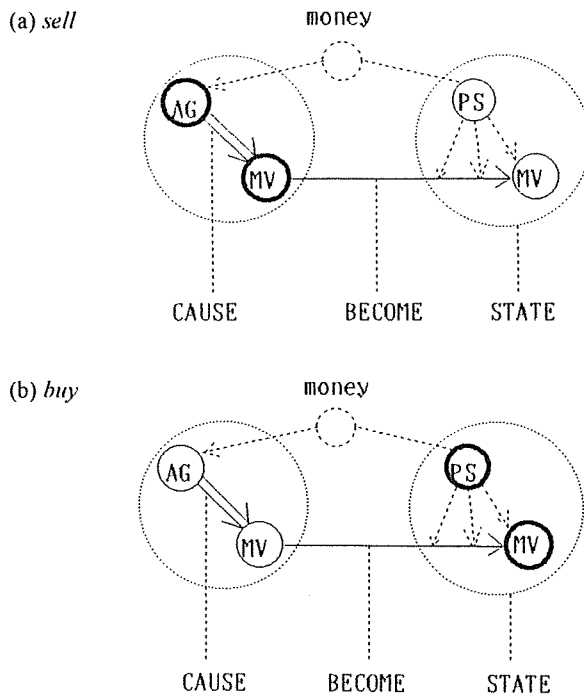 (a) sell
money
AG
PS
MV
MV
CAUSE
BECOME
STATE
(b) buy
money
AG
PS
MV
MV
CAUSE
BECOME
STATE